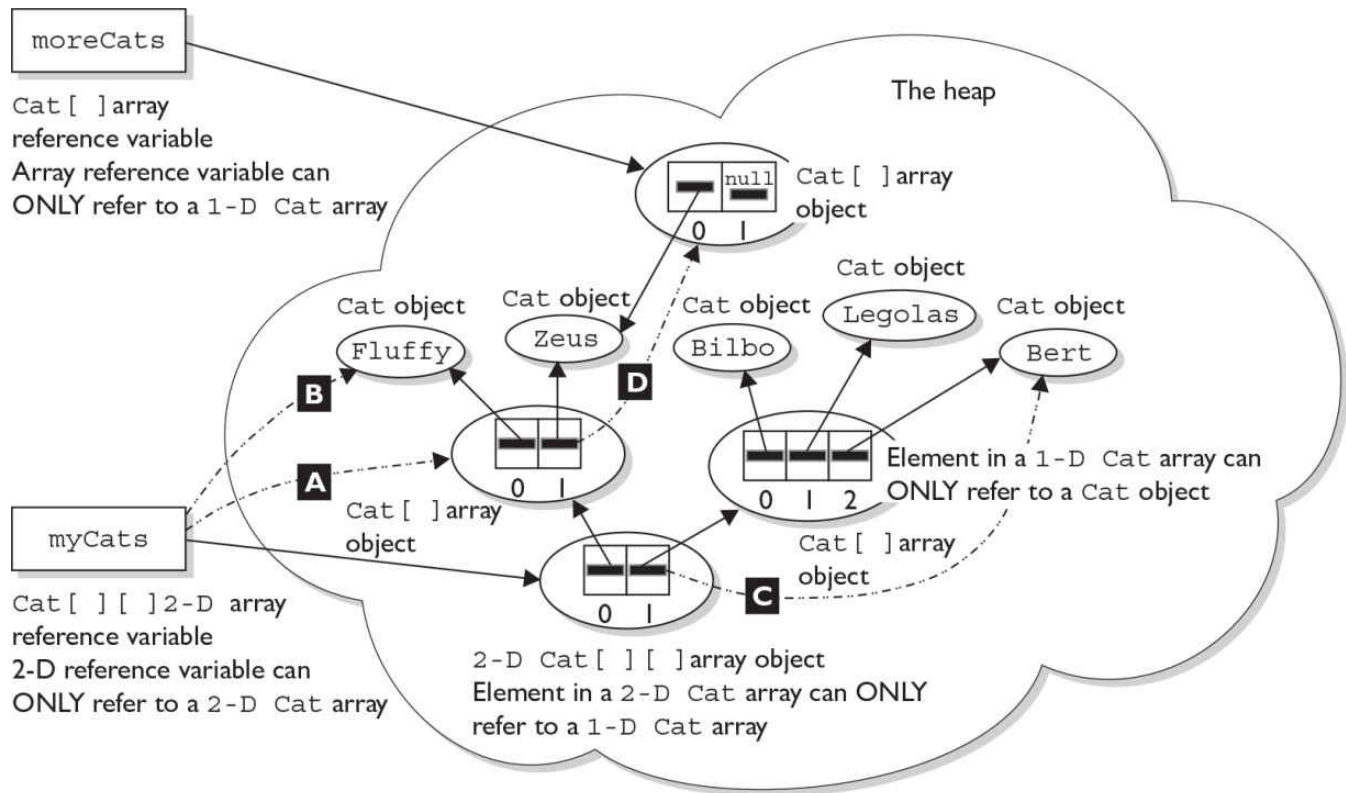 moreCats
Cat[ ]array
reference variable
Array reference variable can
ONLY refer to a 1-D Cat array
The heap
null
0 1
Cat[ ]array
object
Cat object
Fluffy
Cat object
Zeus
Cat object
Bilbo
Cat object
Legolas
Cat object
Bert
B
D
A
0 1
Cat[ ]array
object
0 1 2
Element in a 1-D Cat array can
ONLY refer to a Cat object
Cat[ ]array
object
C
myCats
Cat[ ][ ]2-D array
reference variable
2-D reference variable can
ONLY refer to a 2-D Cat array
0 1
2-D Cat[ ][ ]array object
Element in a 2-D Cat array can ONLY
refer to a 1-D Cat array